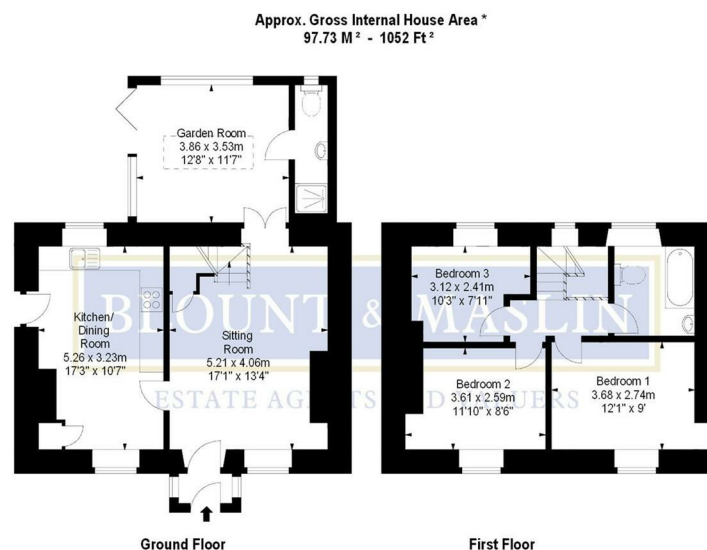 Approx. Gross Internal House Area *
97.73 M² - 1052 Ft²
Garden Room
3.86 x 3.53m
12'8" x 11'7"
Kitchen/
Dining
Room
5.26 x 3.23m
17'3" x 10'7"
Sitting
Room
5.21 x 4.06m
17'1" x 13'4"
Bedroom 3
3.12 x 2.41m
10'3" x 7'11"
Bedroom 2
3.61 x 2.59m
11'10" x 8'6"
Bedroom 1
3.68 x 2.74m
12'1" x 9'
BLOUNT & MASLIN
ESTATE AGENTS AND VALUERS
Ground Floor
First Floor